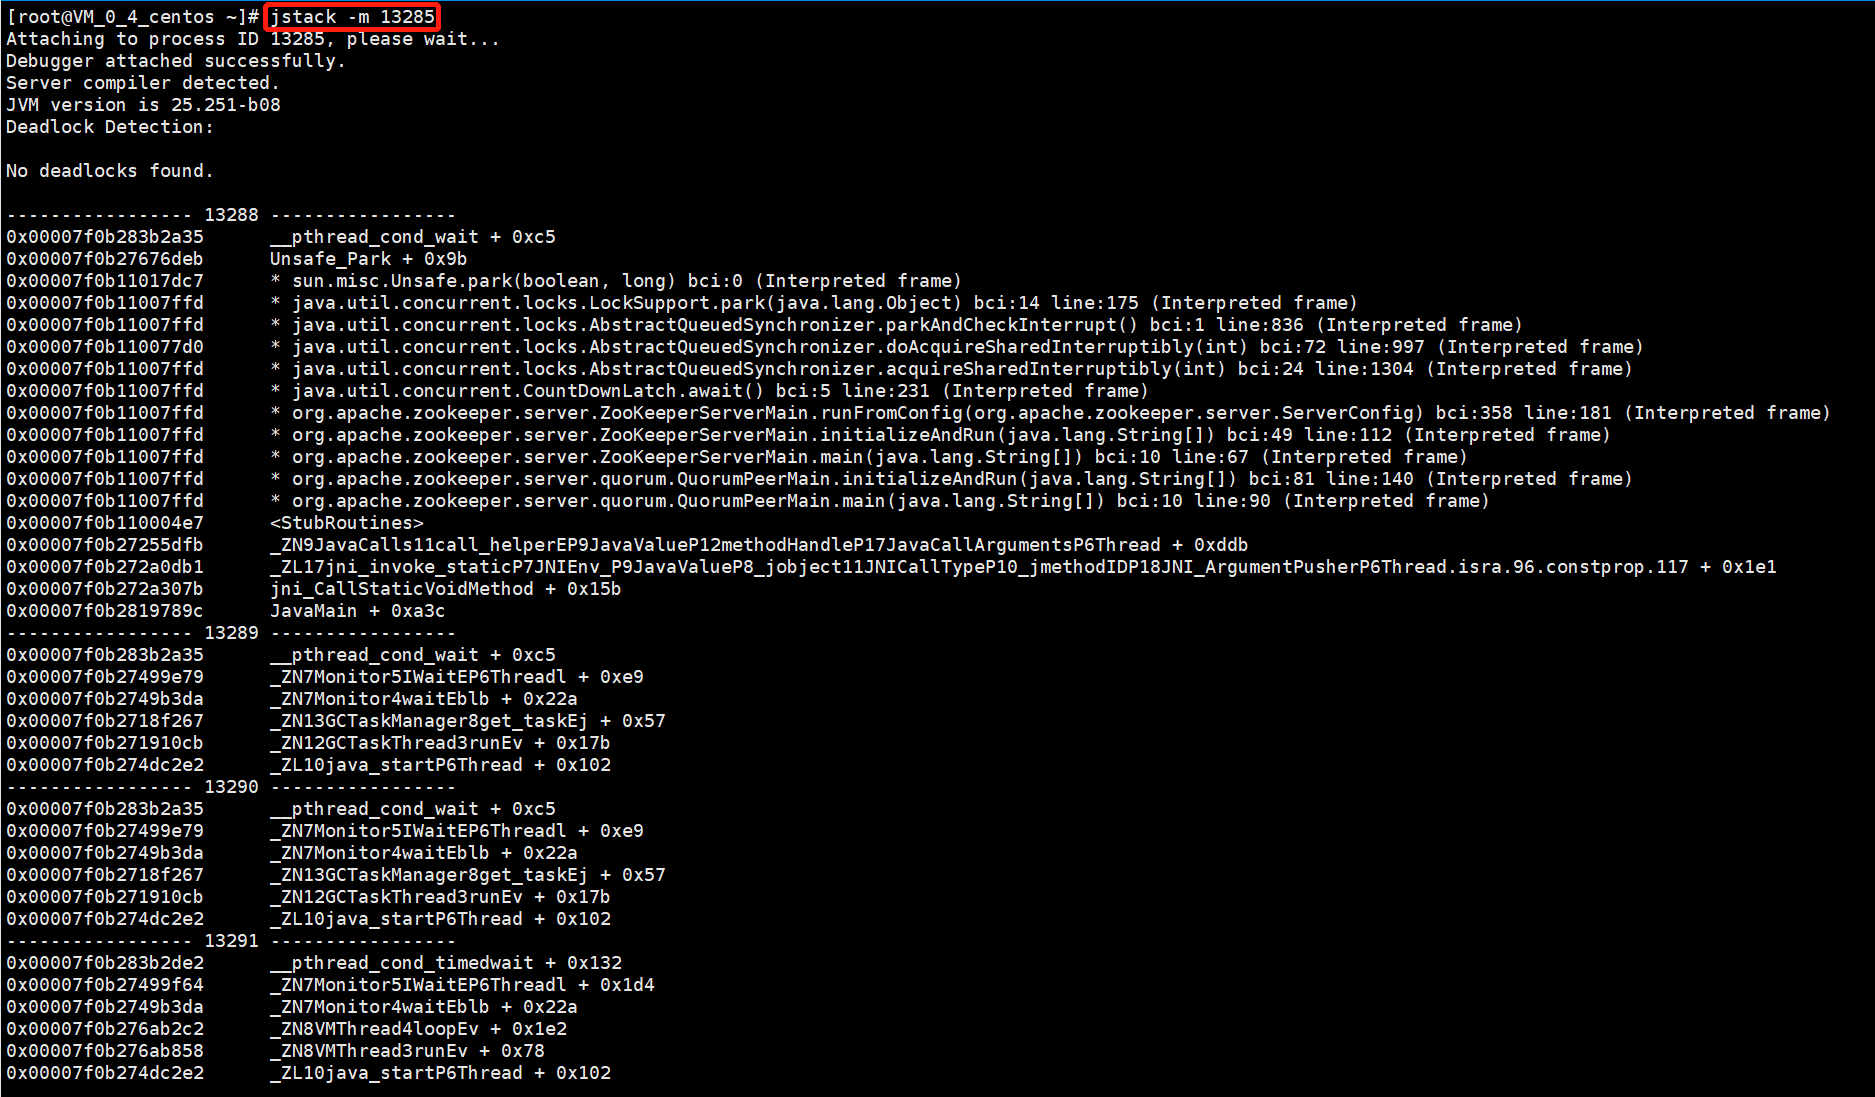 [root@VM_0_4_centos ~]# jstack -m 13285
Attaching to process ID 13285, please wait...
Debugger attached successfully.
Server compiler detected.
JVM version is 25.251-b08
Deadlock Detection:
No deadlocks found.
----------------- 13288 -----------------
0x00007f0b283b2a35 __pthread_cond_wait + 0xc5
0x00007f0b27676deb Unsafe_Park + 0x9b
0x00007f0b11017dc7 * sun.misc.Unsafe.park(boolean, long) bci:0 (Interpreted frame)
0x00007f0b11007ffd * java.util.concurrent.locks.LockSupport.park(java.lang.Object) bci:14 line:175 (Interpreted frame)
0x00007f0b11007ffd * java.util.concurrent.locks.AbstractQueuedSynchronizer.parkAndCheckInterrupt() bci:1 line:836 (Interpreted frame)
0x00007f0b110077d0 * java.util.concurrent.locks.AbstractQueuedSynchronizer.doAcquireSharedInterruptibly(int) bci:72 line:997 (Interpreted frame)
0x00007f0b11007ffd * java.util.concurrent.locks.AbstractQueuedSynchronizer.acquireSharedInterruptibly(int) bci:24 line:1304 (Interpreted frame)
0x00007f0b11007ffd * java.util.concurrent.CountDownLatch.await() bci:5 line:231 (Interpreted frame)
0x00007f0b11007ffd * org.apache.zookeeper.server.ZooKeeperServerMain.runFromConfig(org.apache.zookeeper.server.ServerConfig) bci:358 line:181 (Interpreted frame)
0x00007f0b11007ffd * org.apache.zookeeper.server.ZooKeeperServerMain.initializeAndRun(java.lang.String[]) bci:49 line:112 (Interpreted frame)
0x00007f0b11007ffd * org.apache.zookeeper.server.ZooKeeperServerMain.main(java.lang.String[]) bci:10 line:67 (Interpreted frame)
0x00007f0b11007ffd * org.apache.zookeeper.server.quorum.QuorumPeerMain.initializeAndRun(java.lang.String[]) bci:81 line:140 (Interpreted frame)
0x00007f0b11007ffd * org.apache.zookeeper.server.quorum.QuorumPeerMain.main(java.lang.String[]) bci:10 line:90 (Interpreted frame)
0x00007f0b110004e7 <StubRoutines>
0x00007f0b27255dfb _ZN9JavaCalls11call_helperEP9JavaValueP12methodHandleP17JavaCallArgumentsP6Thread + 0xddb
0x00007f0b272a0db1 _ZL17jni_invoke_staticP7JNIEnv_P9JavaValueP8_jobject11JNICallTypeP10_jmethodIDP18JNI_ArgumentPusherP6Thread.isra.96.constprop.117 + 0x1e1
0x00007f0b272a307b jni_CallStaticVoidMethod + 0x15b
0x00007f0b2819789c JavaMain + 0xa3c
----------------- 13289 -----------------
0x00007f0b283b2a35 __pthread_cond_wait + 0xc5
0x00007f0b27499e79 _ZN7Monitor5IWaitEP6Threadl + 0xe9
0x00007f0b2749b3da _ZN7Monitor4waitEblb + 0x22a
0x00007f0b2718f267 _ZN13GCTaskManager8get_taskEj + 0x57
0x00007f0b271910cb _ZN12GCTaskThread3runEv + 0x17b
0x00007f0b274dc2e2 _ZL10java_startP6Thread + 0x102
----------------- 13290 -----------------
0x00007f0b283b2a35 __pthread_cond_wait + 0xc5
0x00007f0b27499e79 _ZN7Monitor5IWaitEP6Threadl + 0xe9
0x00007f0b2749b3da _ZN7Monitor4waitEblb + 0x22a
0x00007f0b2718f267 _ZN13GCTaskManager8get_taskEj + 0x57
0x00007f0b271910cb _ZN12GCTaskThread3runEv + 0x17b
0x00007f0b274dc2e2 _ZL10java_startP6Thread + 0x102
----------------- 13291 -----------------
0x00007f0b283b2de2 __pthread_cond_timedwait + 0x132
0x00007f0b27499f64 _ZN7Monitor5IWaitEP6Threadl + 0x1d4
0x00007f0b2749b3da _ZN7Monitor4waitEblb + 0x22a
0x00007f0b276ab2c2 _ZN8VMThread4loopEv + 0x1e2
0x00007f0b276ab858 _ZN8VMThread3runEv + 0x78
0x00007f0b274dc2e2 _ZL10java_startP6Thread + 0x102